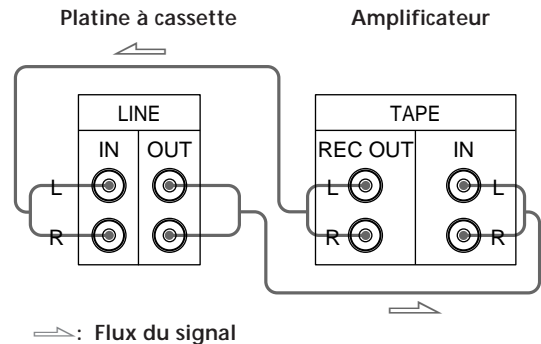 Platine à cassette Amplificateur
LINE TAPE
IN OUT REC OUT IN
L L L
R R R
: Flux du signal